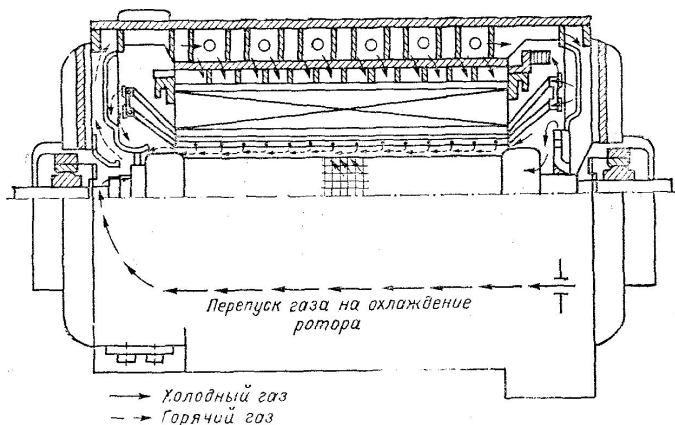 Перепуск газа на охлаждение
ротора
Холодный газ
Горячий газ